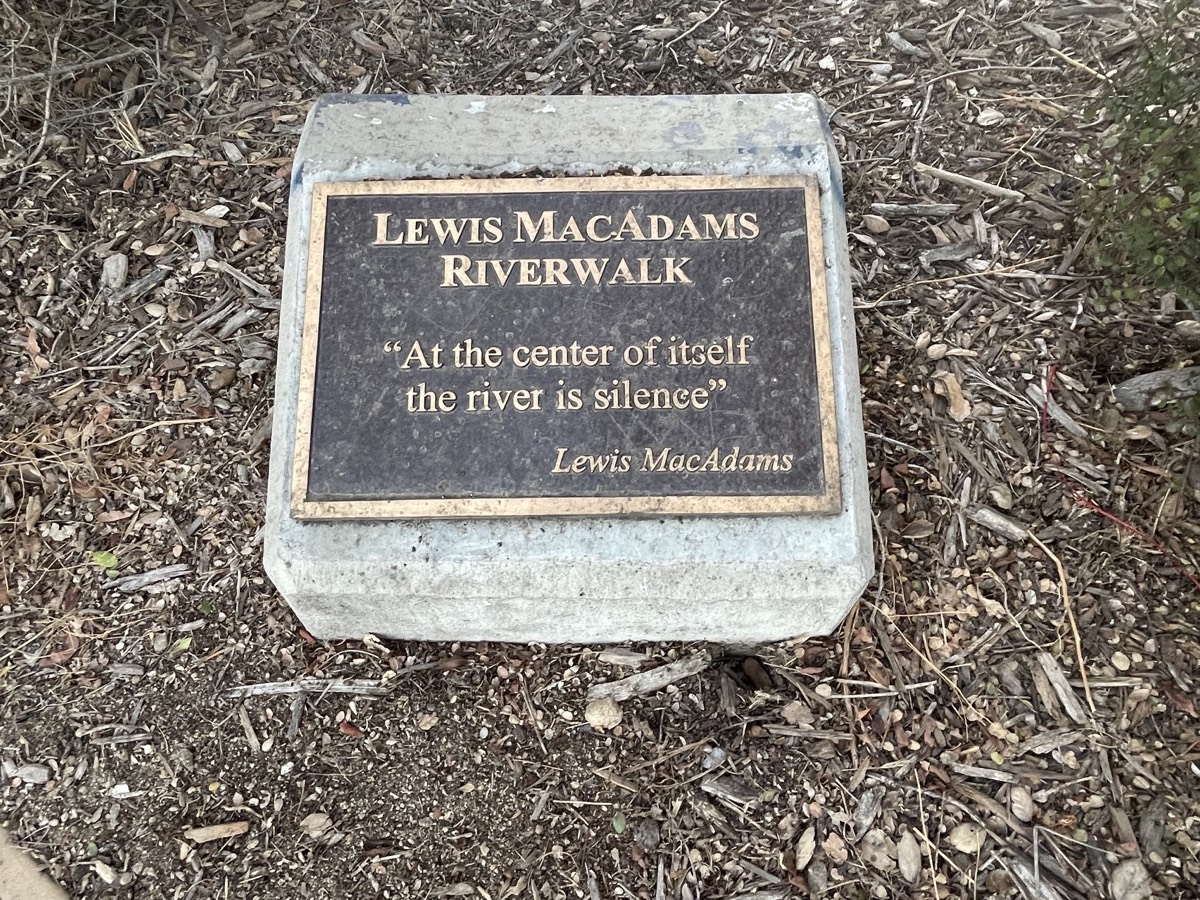 LEWIS MACADAMS
RIVERWALK
“At the center of itself
the river is silence”
Lewis MacAdams